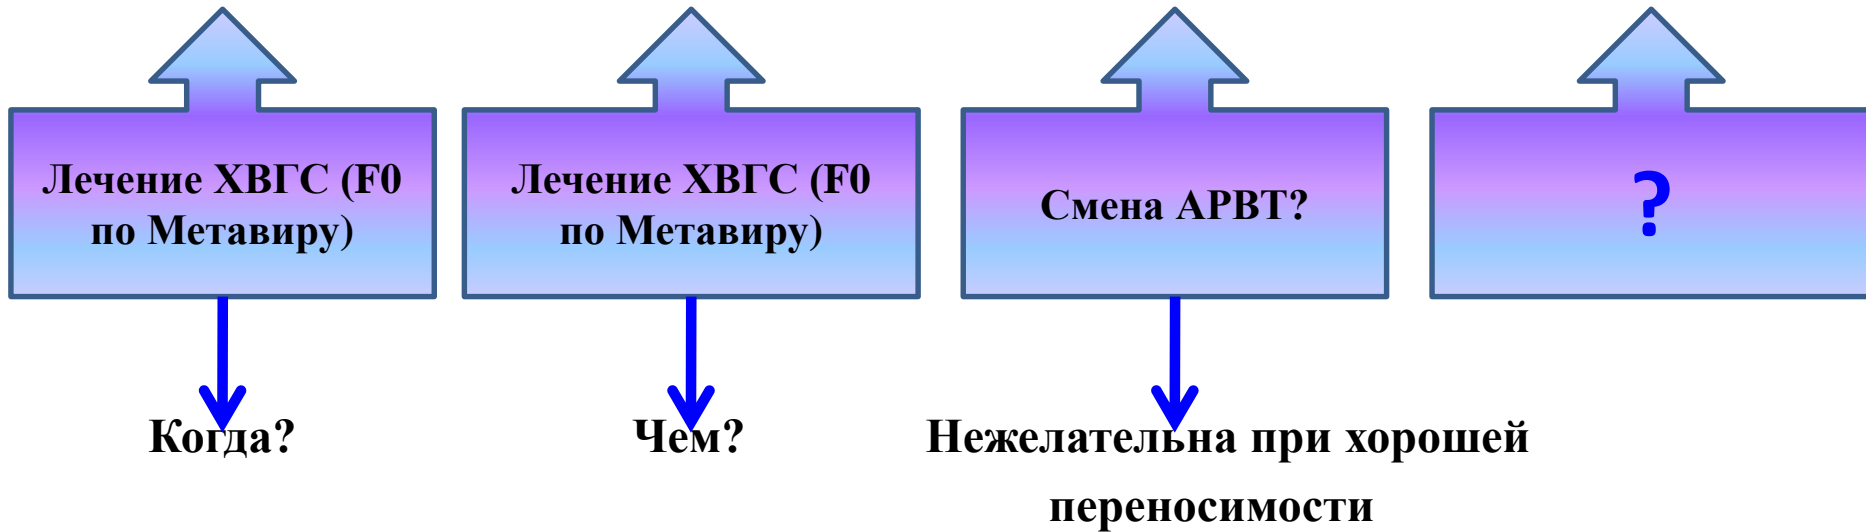 Лечение ХВГС (F0
по Метавиру)
Лечение ХВГС (F0
по Метавиру)
Смена АРВТ?
?
Когда?
Чем?
Нежелательна при хорошей
переносимости